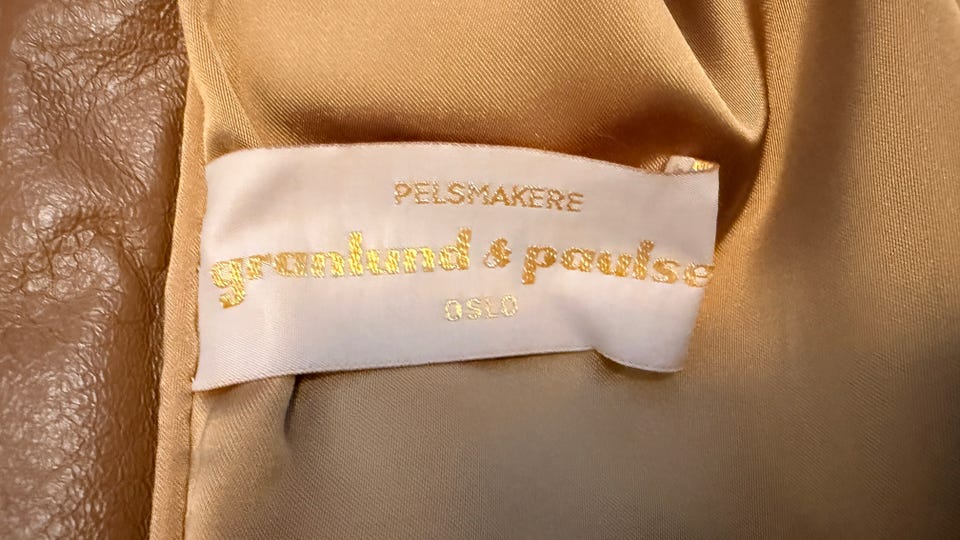 PELSMAKERE
granlund & paulse
OSLO